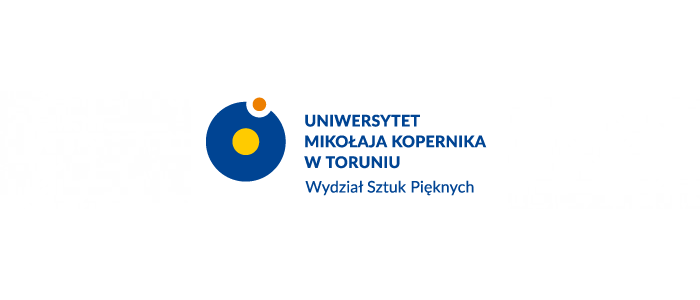 UNIWERSYTET
MIKOŁAJA KOPERNIKA
W TORUNIU
Wydział Sztuk Pięknych